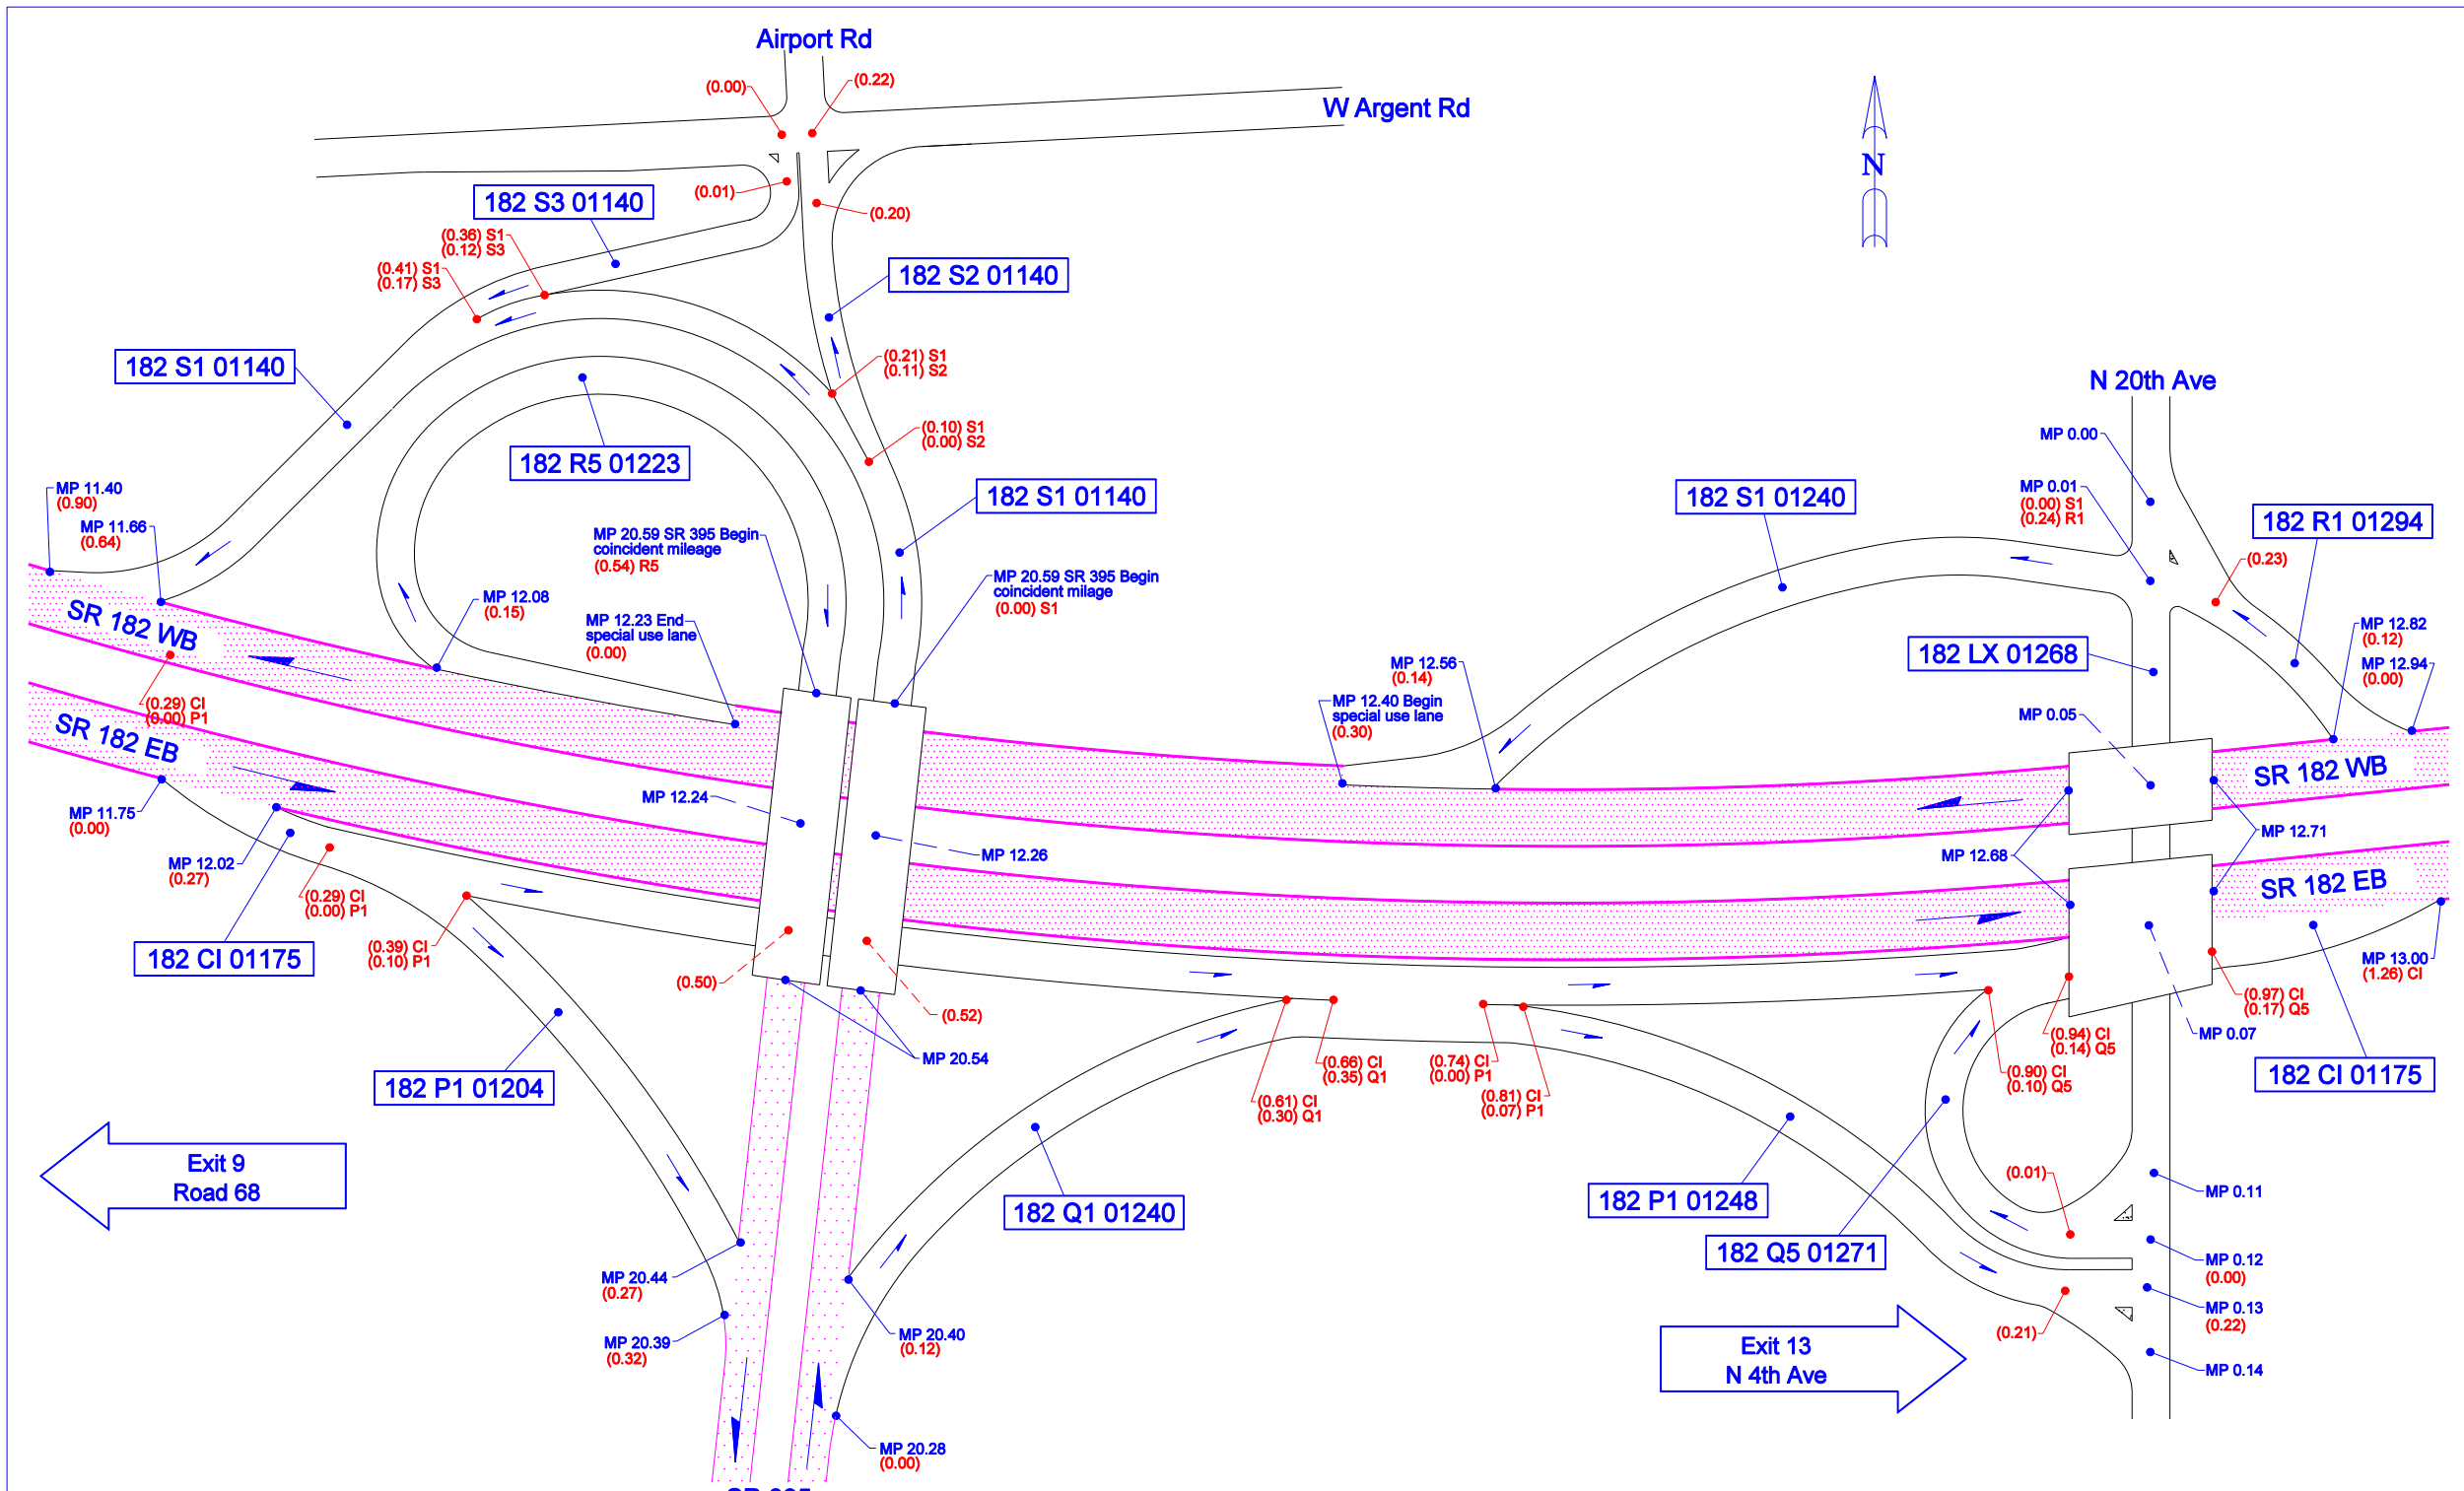 Airport Rd
(0.00)
(0.22)
W Argent Rd
N
(0.01)
182 S3 01140
(0.20)
(0.36) S1
(0.12) S3
(0.41) S1
(0.17) S3
182 S2 01140
182 S1 01140
(0.21) S1
(0.11) S2
N 20th Ave
(0.10) S1
(0.00) S2
MP 0.00
182 R5 01223
MP 11.40
(0.90)
MP 11.66
(0.64)
182 S1 01140
182 S1 01240
MP 0.01
(0.00) S1
(0.24) R1
182 R1 01294
MP 20.59 SR 395 Begin
coincident mileage
(0.54) R5
MP 20.59 SR 395 Begin
coincident milage
(0.00) S1
(0.23)
MP 12.08
(0.15)
MP 12.23 End
special use lane
(0.00)
SR 182 WB
182 LX 01268
MP 12.82
(0.12)
MP 12.94
(0.00)
MP 12.56
(0.14)
MP 12.40 Begin
special use lane
(0.30)
(0.29) CI
(0.00) P1
MP 0.05
SR 182 EB
SR 182 WB
MP 12.24
MP 11.75
(0.00)
MP 12.26
MP 12.71
MP 12.68
MP 12.02
(0.27)
SR 182 EB
(0.29) CI
(0.00) P1
182 CI 01175
(0.39) CI
(0.10) P1
(0.50)
(0.52)
MP 13.00
(1.26) CI
(0.97) CI
(0.17) Q5
MP 0.07
(0.94) CI
(0.14) Q5
MP 20.54
182 P1 01204
(0.66) CI
(0.35) Q1
(0.74) CI
(0.00) P1
(0.90) CI
(0.10) Q5
182 CI 01175
(0.61) CI
(0.30) Q1
(0.81) CI
(0.07) P1
Exit 9
Road 68
182 Q1 01240
182 P1 01248
(0.01)
MP 0.11
182 Q5 01271
MP 0.12
(0.00)
MP 20.44
(0.27)
MP 0.13
(0.22)
MP 20.39
(0.32)
MP 20.40
(0.12)
(0.21)
Exit 13
N 4th Ave
MP 0.14
MP 20.28
(0.00)